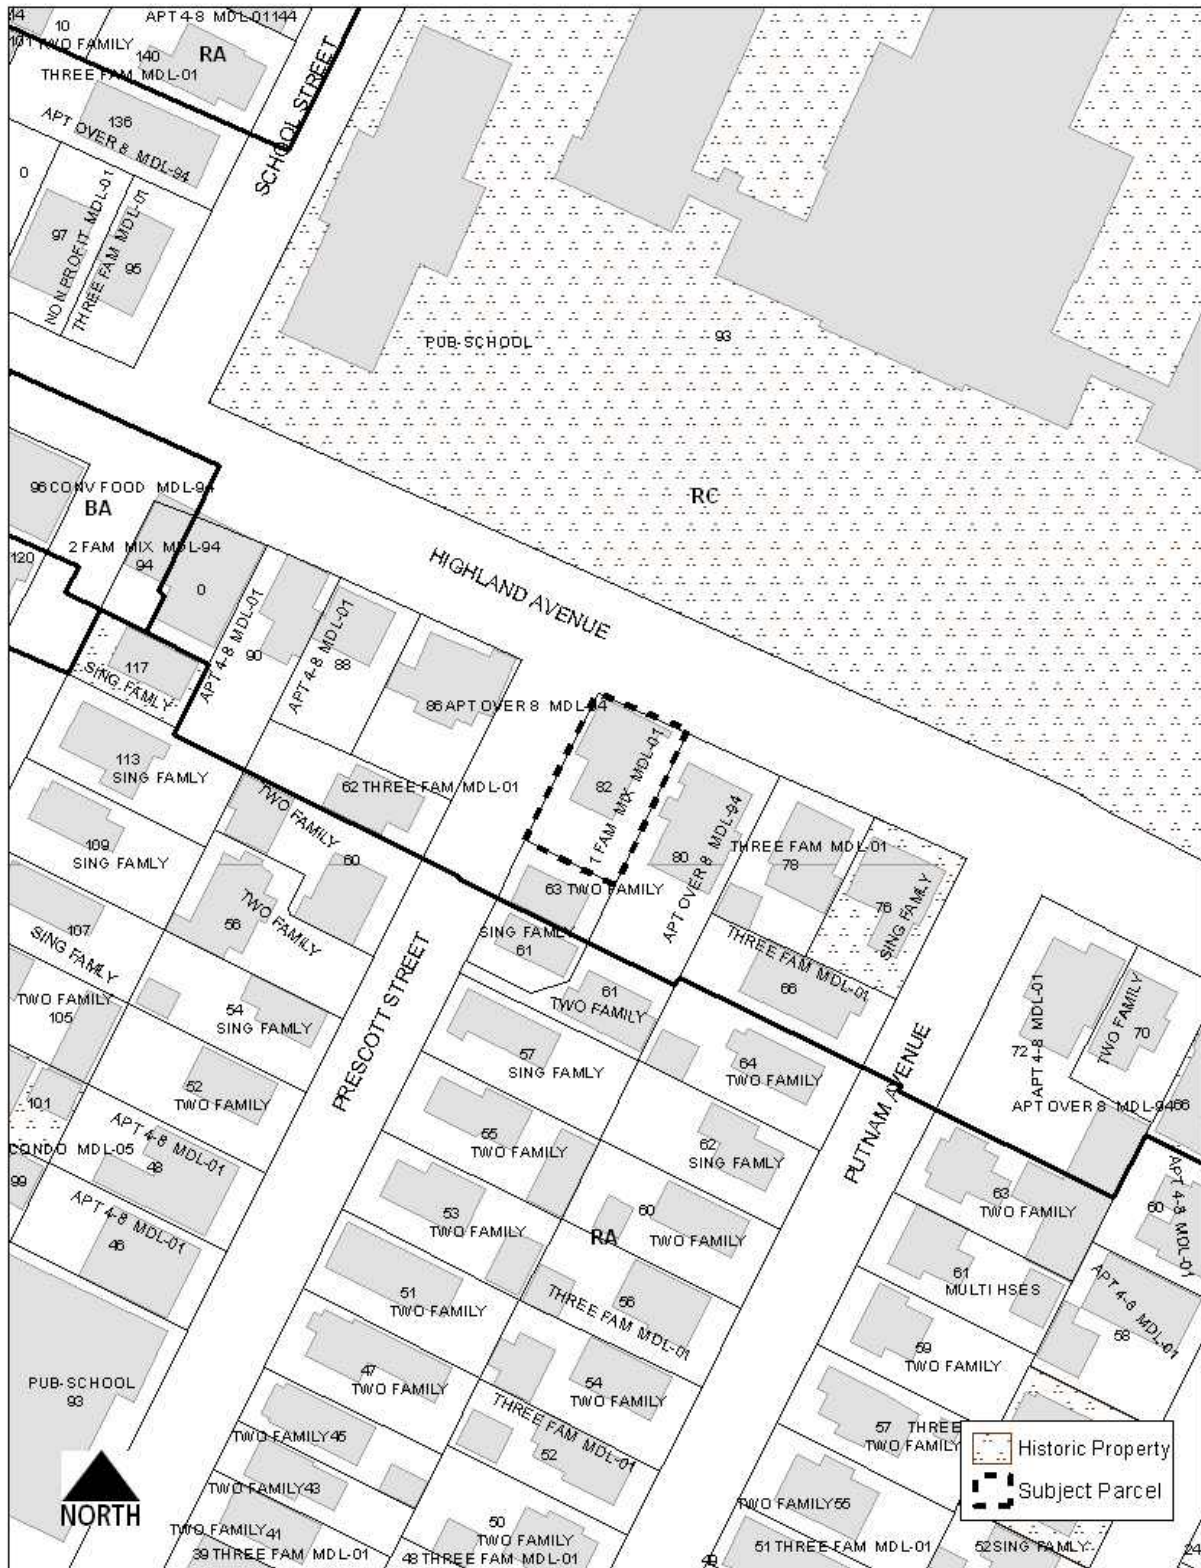 APT 4-8 MDL-01 144
10
TWO FAMILY
140
RA
THREE FAM MDL-01
136
APT OVER 8 MDL-94
SCHOOL STREET
0
97
NON PROFIT MDL-01
THREE FAM MDL-01
95
PUB-SCHOOL
93
RC
96 CONV FOOD MDL-94
BA
2 FAM MIX MDL-94
94
120
0
HIGHLAND AVENUE
APT 4-8 MDL-01
90
APT 4-8 MDL-01
88
117
SING FAMLY
86 APT OVER 8 MDL-94
113
SING FAMLY
62 THREE FAM MDL-01
82
1 FAM MIX MDL-01
TWO FAMILY
60
109
SING FAMLY
80
APT OVER 8 MDL-94
THREE FAM MDL-01
78
76
SING FAMLY
63 TWO FAMILY
SING FAMLY
61
56
TWO FAMILY
107
SING FAMLY
THREE FAM MDL-01
66
61
TWO FAMILY
TWO FAMILY
105
54
SING FAMLY
PRESCOTT STREET
57
SING FAMLY
64
TWO FAMILY
PUTNAM AVENUE
72
APT 4-8 MDL-01
TWO FAMILY
70
APT OVER 8 MDL-94 66
52
TWO FAMILY
101
APT 4-8 MDL-01
CONDO MDL-05
48
99
55
TWO FAMILY
62
SING FAMLY
APT 4-8 MDL-01
46
53
TWO FAMILY
60
TWO FAMILY
RA
63
TWO FAMILY
60
APT 4-8 MDL-01
61
MULTI HSES
51
TWO FAMILY
56
THREE FAM MDL-01
APT 4-8 MDL-01
58
59
TWO FAMILY
47
TWO FAMILY
54
TWO FAMILY
PUB-SCHOOL
93
THREE FAM MDL-01
52
TWO FAMILY 45
57 THREE
TWO FAMILY
Historic Property
Subject Parcel
NORTH
TWO FAMILY 43
TWO FAMILY 55
TWO FAMILY 41
50
TWO FAMILY
39 THREE FAM MDL-01
48 THREE FAM MDL-01
49
51 THREE FAM MDL-01
52 SING FAMLY